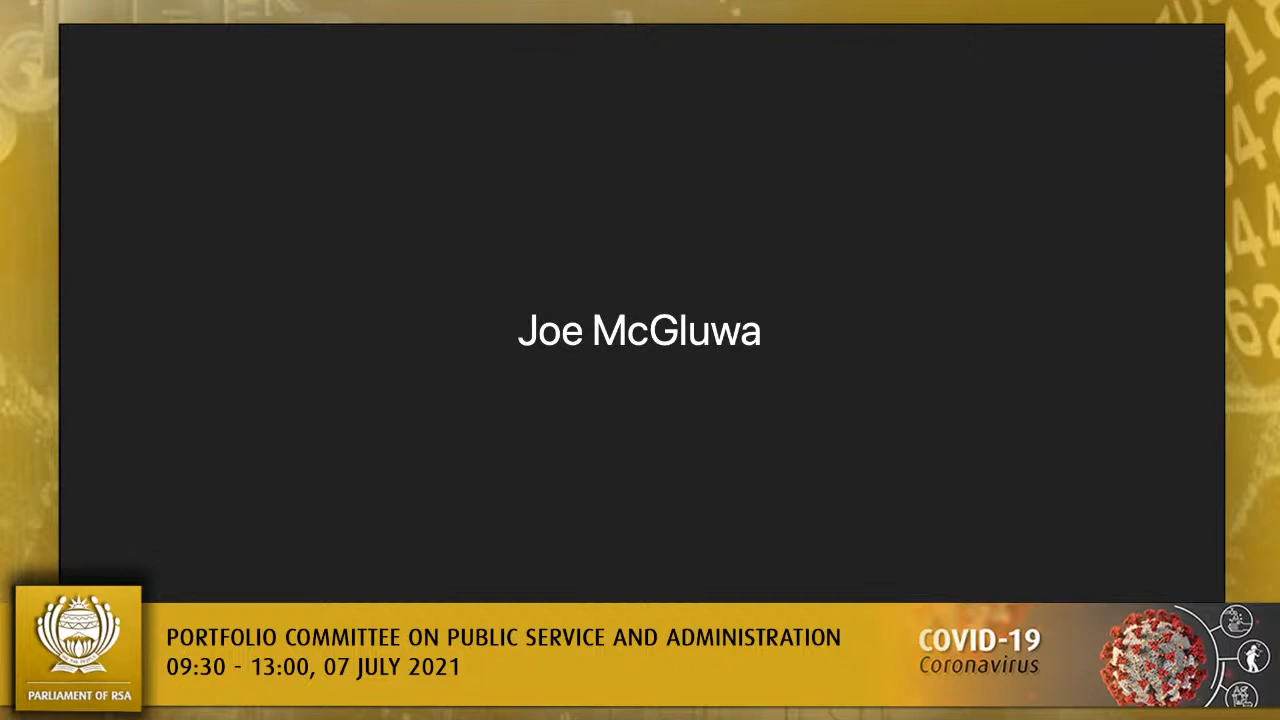 Joe McGluwa
PORTFOLIO COMMITTEE ON PUBLIC SERVICE AND ADMINISTRATION
09:30 - 13:00, 07 JULY 2021
COVID-19
Coronavirus
PARLIAMENT OF RSA